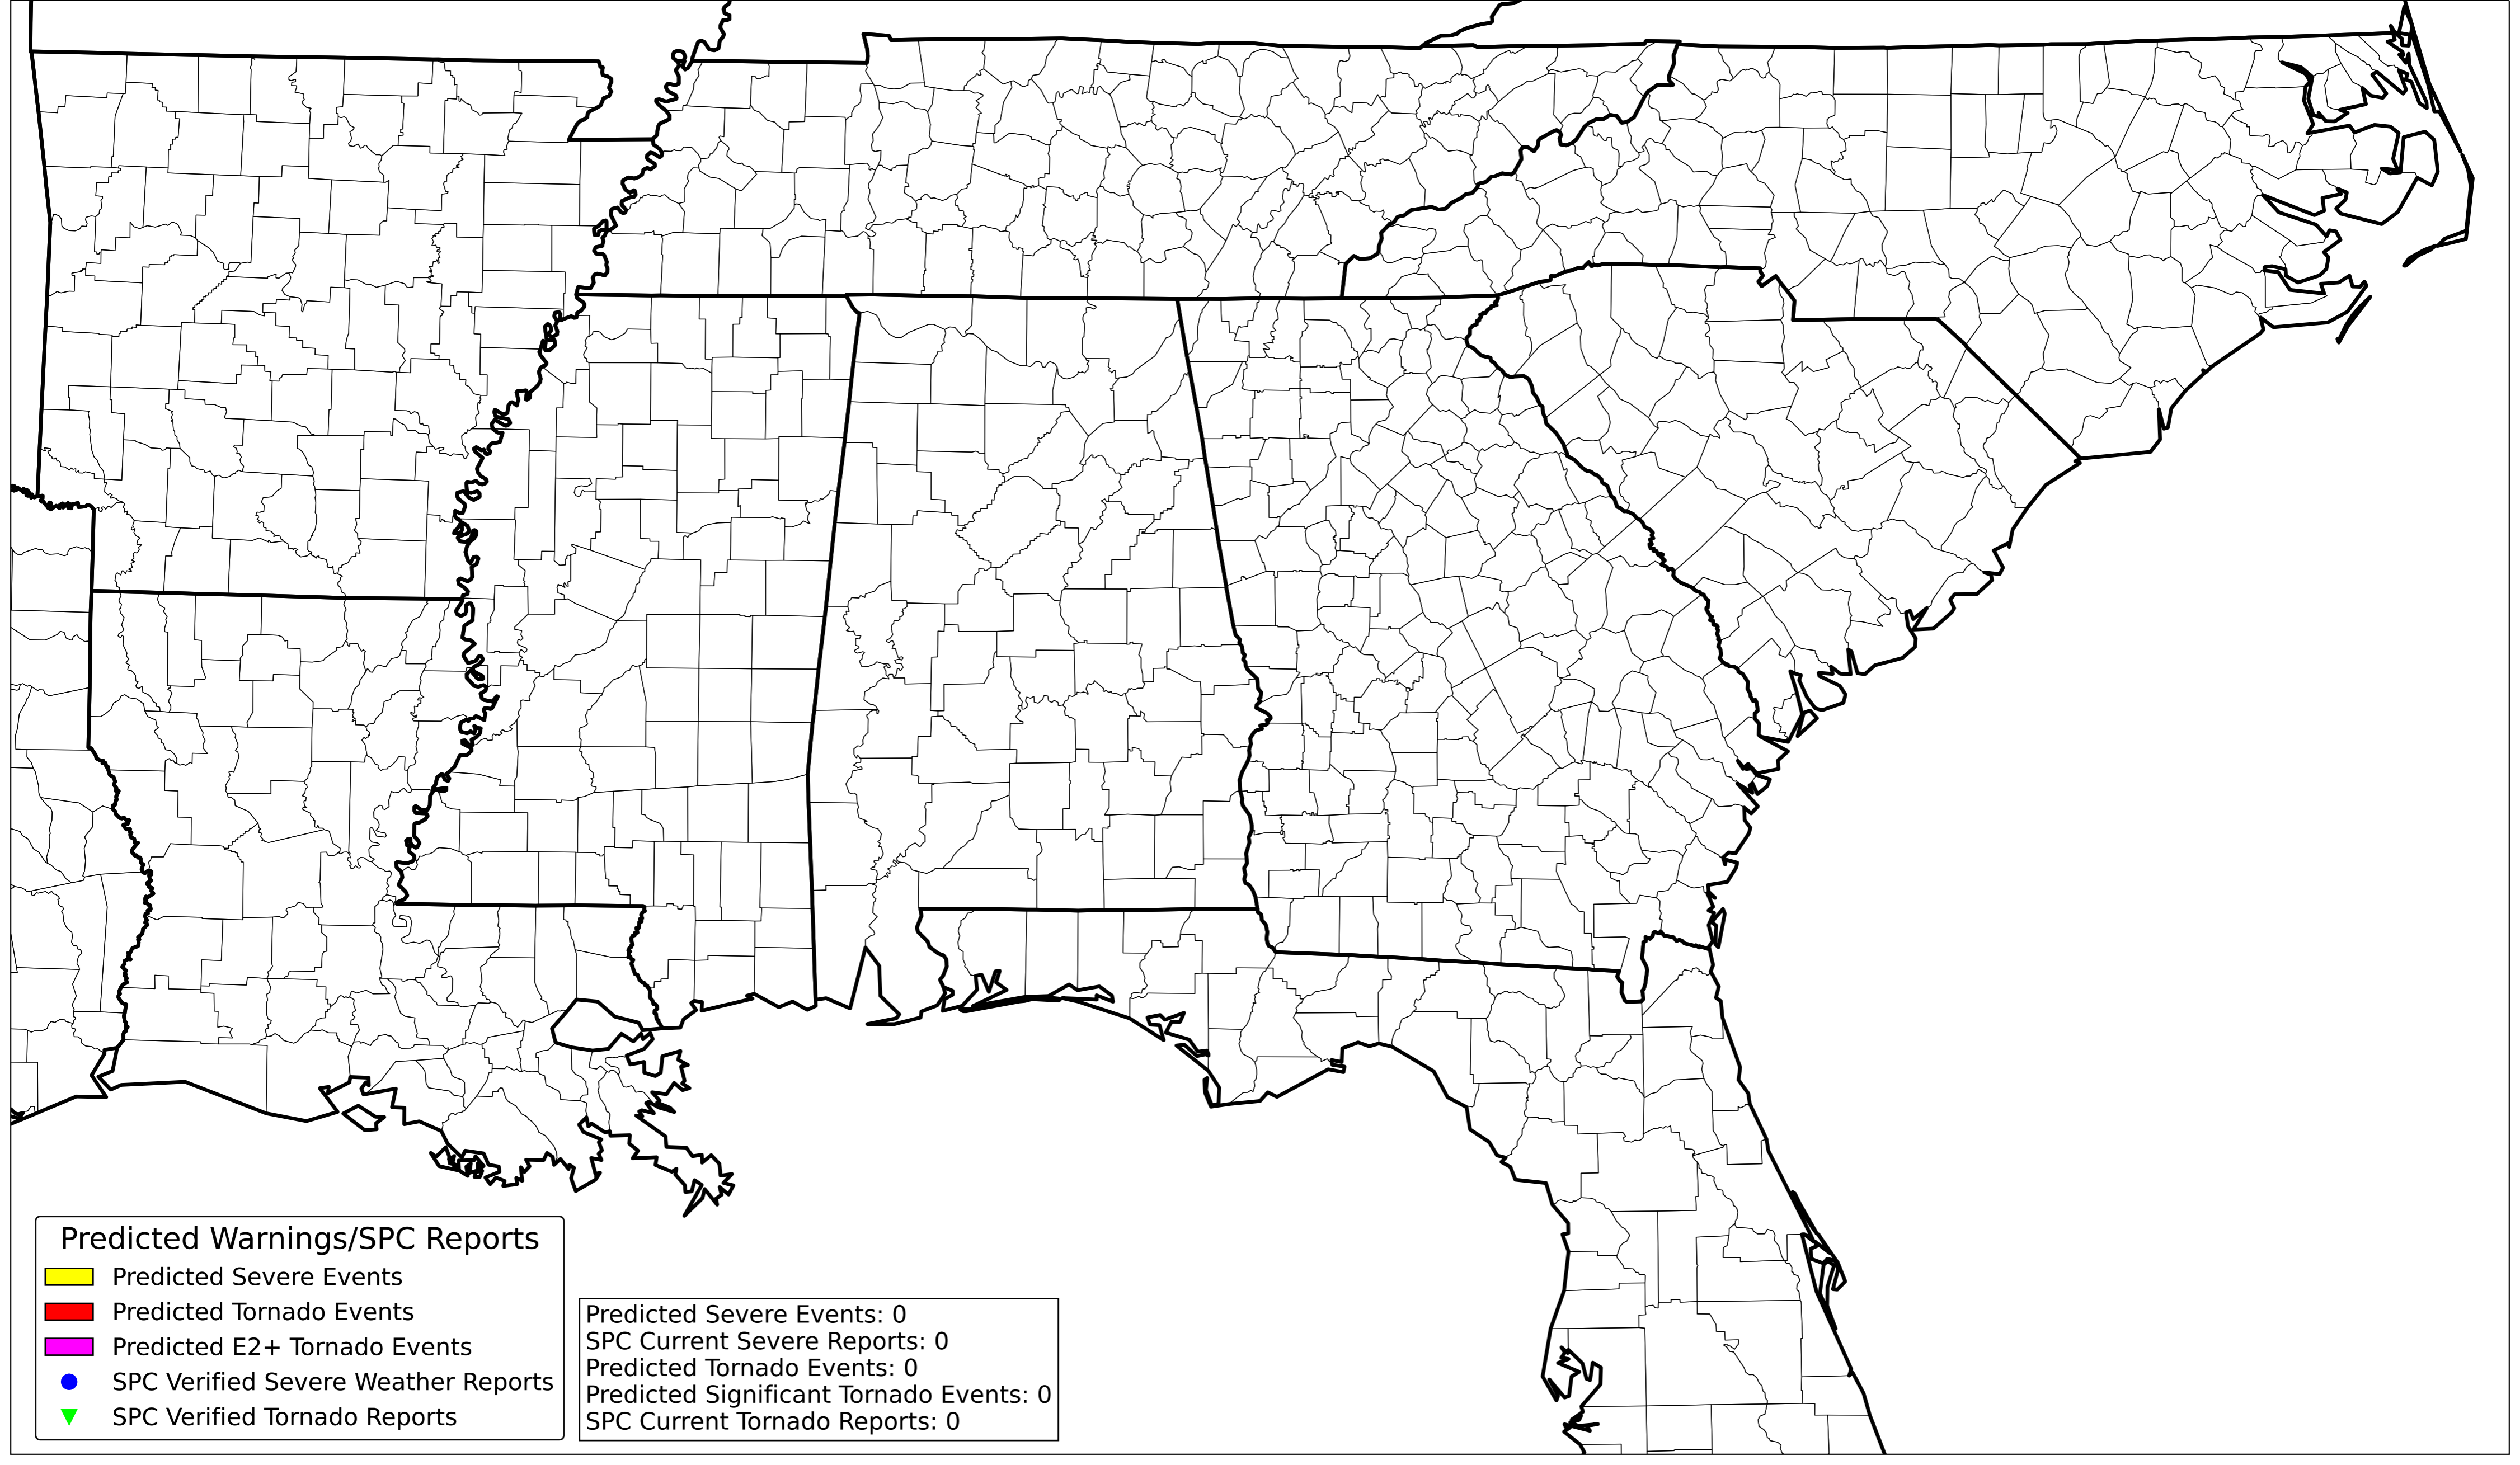 Predicted Warnings/SPC Reports
Predicted Severe Events
Predicted Tornado Events
Predicted E2+ Tornado Events
SPC Verified Severe Weather Reports
SPC Verified Tornado Reports
Predicted Severe Events: 0
SPC Current Severe Reports: 0
Predicted Tornado Events: 0
Predicted Significant Tornado Events: 0
SPC Current Tornado Reports: 0